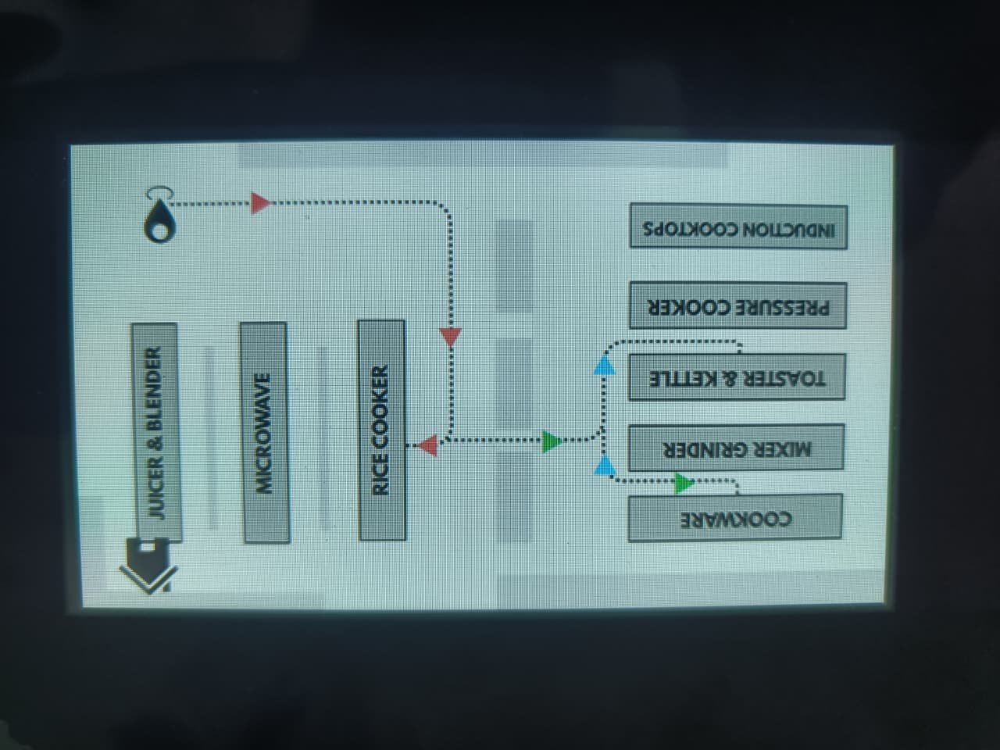 JUICER & BLENDER
MICROWAVE
RICE COOKER
INDUCTION COOKTOPS
PRESSURE COOKER
TOASTER & KETTLE
MIXER GRINDER
COOKWARE